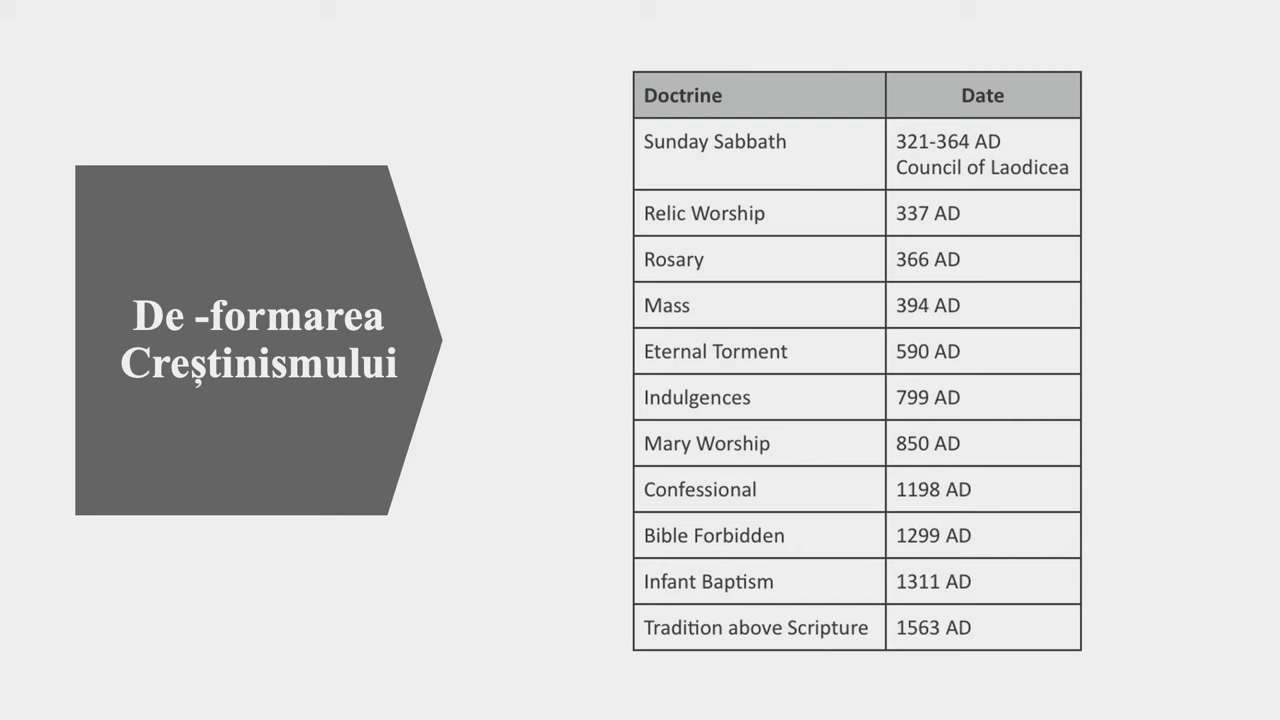 De -formarea
Creștinismului
Doctrine Date
Sunday Sabbath 321-364 AD
Council of Laodicea
Relic Worship 337 AD
Rosary 366 AD
Mass 394 AD
Eternal Torment 590 AD
Indulgences 799 AD
Mary Worship 850 AD
Confessional 1198 AD
Bible Forbidden 1299 AD
Infant Baptism 1311 AD
Tradition above Scripture 1563 AD